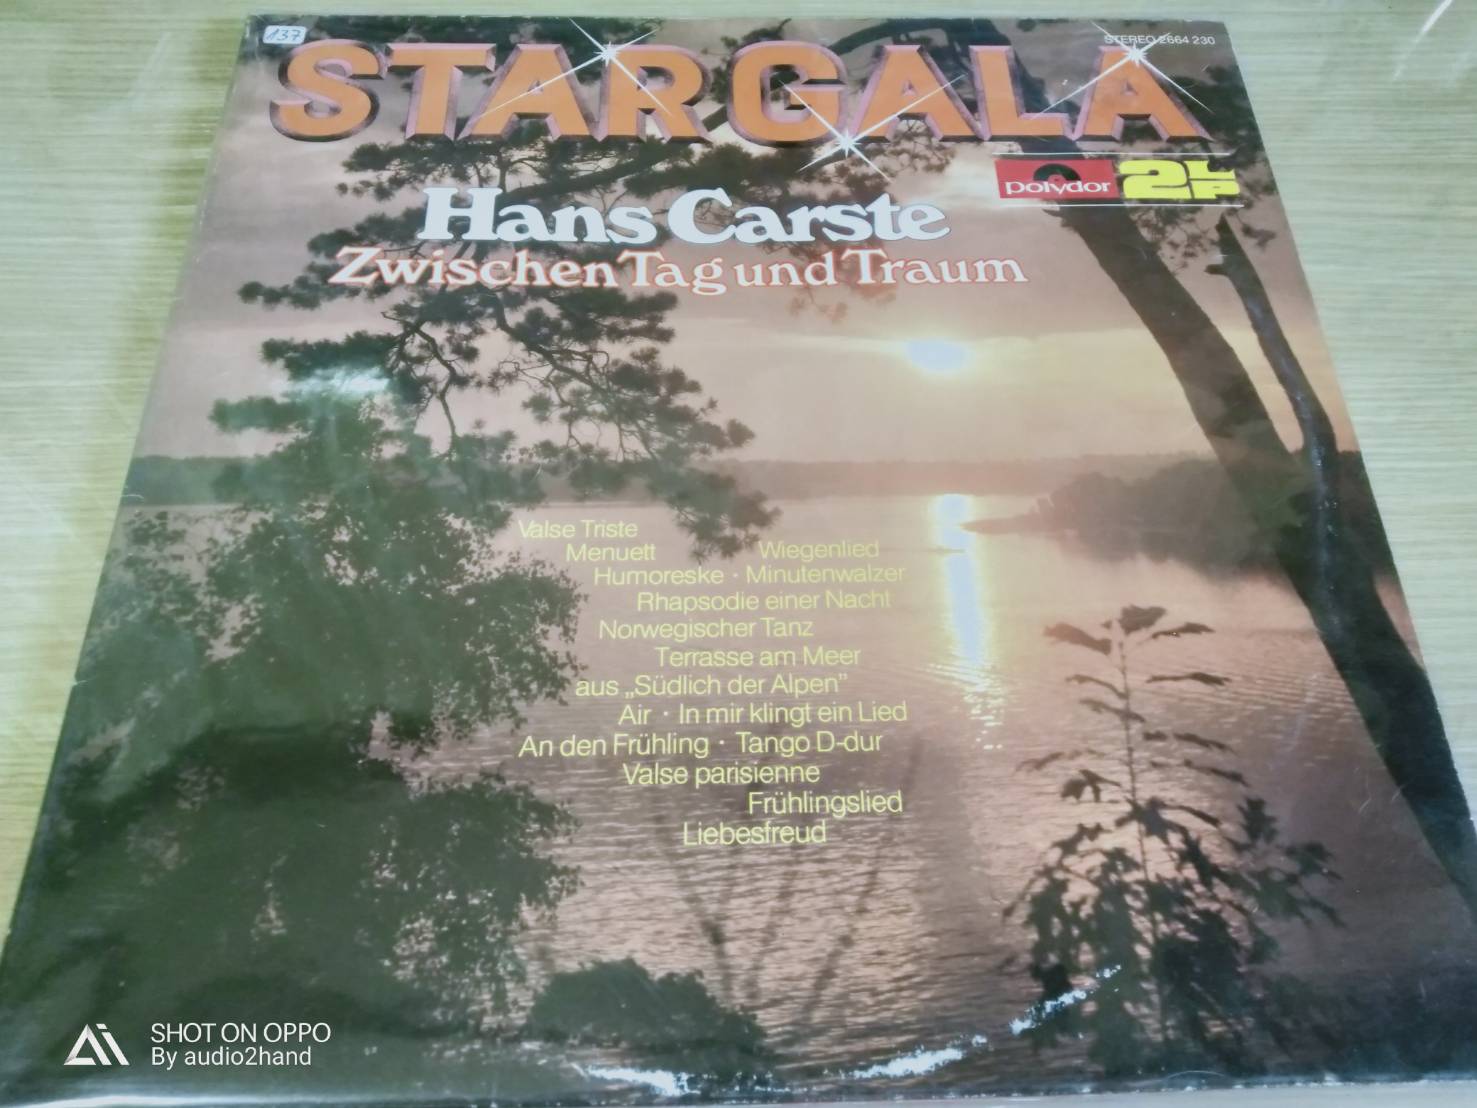 137
STEREO 2664 230
STAR GALA
polydor 2LP
Hans Carste
Zwischen Tag und Traum
Valse Triste
Menuett Wiegenlied
Humoreske · Minutenwalzer
Rhapsodie einer Nacht
Norwegischer Tanz
Terrasse am Meer
aus „Südlich der Alpen”
Air · In mir klingt ein Lied
An den Frühling · Tango D-dur
Valse parisienne
Frühlingslied
Liebesfreud
SHOT ON OPPO
By audio2hand